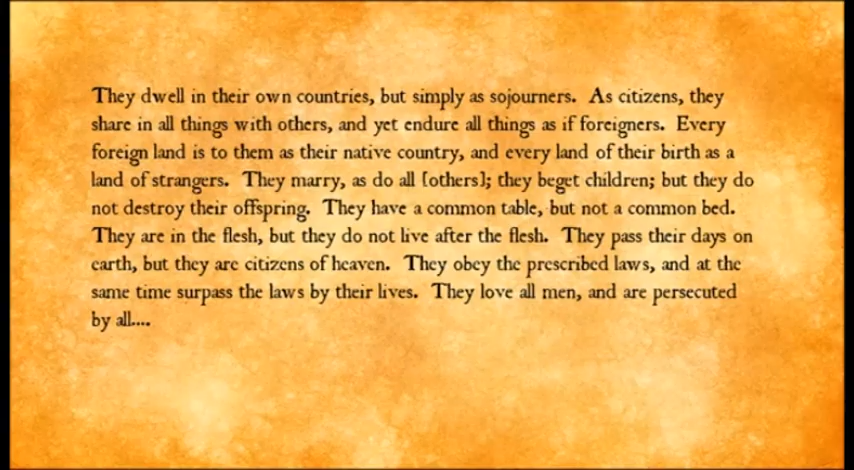 They dwell in their own countries, but simply as sojourners. As citizens, they
share in all things with others, and yet endure all things as if foreigners. Every
foreign land is to them as their native country, and every land of their birth as a
land of strangers. They marry, as do all [others]; they beget children; but they do
not destroy their offspring. They have a common table, but not a common bed.
They are in the flesh, but they do not live after the flesh. They pass their days on
earth, but they are citizens of heaven. They obey the prescribed laws, and at the
same time surpass the laws by their lives. They love all men, and are persecuted
by all....